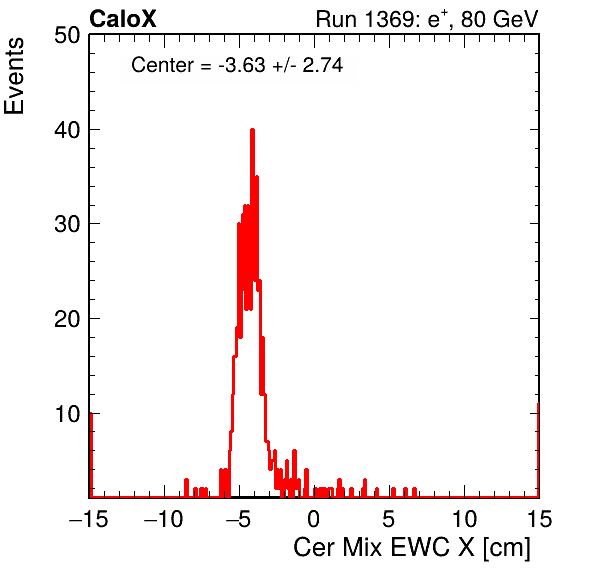 CaloX
Run 1369: e+, 80 GeV
Events
Center = -3.63 +/- 2.74
50
40
30
20
10
−15 −10 −5 0 5 10 15
Cer Mix EWC X [cm]